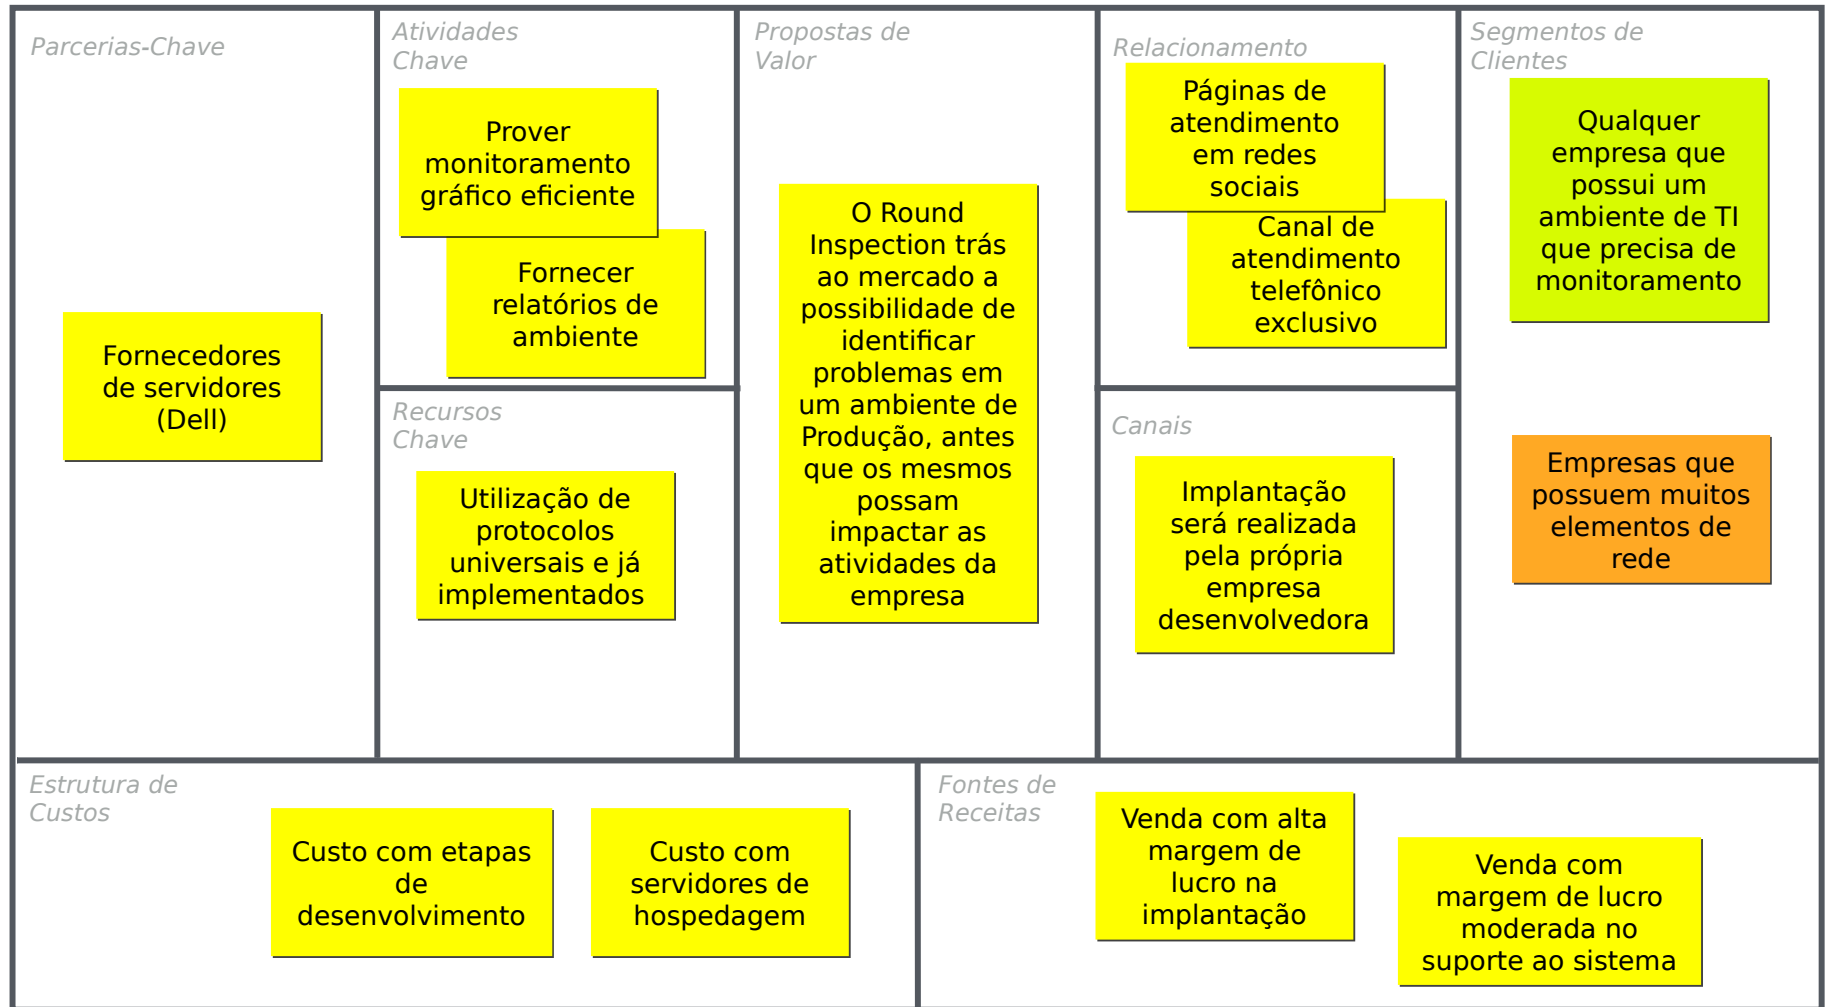 Parcerias-Chave
Fornecedores
de servidores
(Dell)
Atividades
Chave
Prover
monitoramento
gráfico eficiente
Fornecer
relatórios de
ambiente
Recursos
Chave
Utilização de
protocolos
universais e já
implementados
Propostas de
Valor
O Round
Inspection trás
ao mercado a
possibilidade de
identificar
problemas em
um ambiente de
Produção, antes
que os mesmos
possam
impactar as
atividades da
empresa
Relacionamento
Páginas de
atendimento
em redes
sociais
Canal de
atendimento
telefônico
exclusivo
Canais
Implantação
será realizada
pela própria
empresa
desenvolvedora
Segmentos de
Clientes
Qualquer
empresa que
possui um
ambiente de TI
que precisa de
monitoramento
Empresas que
possuem muitos
elementos de
rede
Estrutura de
Custos
Custo com etapas
de
desenvolvimento
Custo com
servidores de
hospedagem
Fontes de
Receitas
Venda com alta
margem de
lucro na
implantação
Venda com
margem de lucro
moderada no
suporte ao sistema